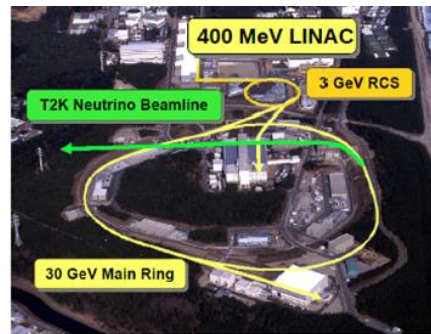 400 MeV LINAC
3 GeV RCS
T2K Neutrino Beamline
30 GeV Main Ring